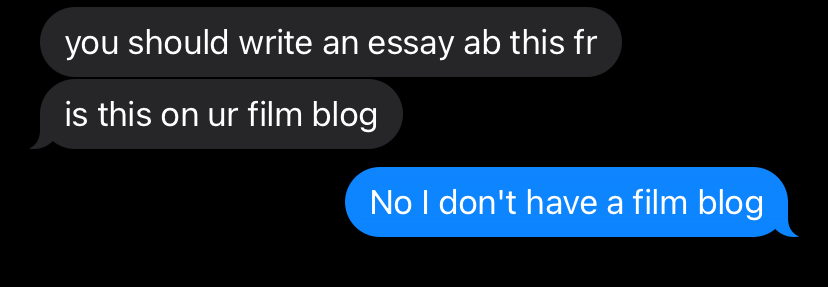 you should write an essay ab this fr
is this on ur film blog
No I don't have a film blog